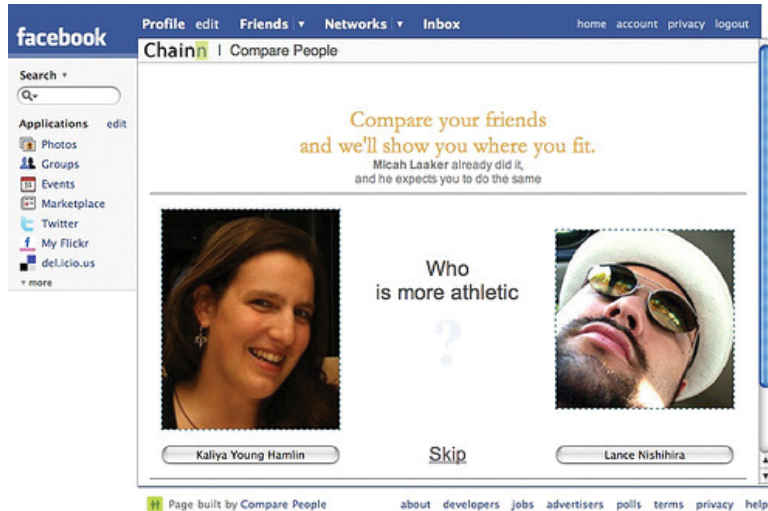 facebook
Profile edit Friends Networks Inbox home account privacy logout
Chainn | Compare People
Search
Applications edit
Photos
Groups
Events
Marketplace
Twitter
My Flickr
del.icio.us
more
Compare your friends
and we'll show you where you fit.
Micah Laaker already did it,
and he expects you to do the same
Who
is more athletic
?
Kaliya Young Hamlin
Skip
Lance Nishihira
Page built by Compare People about developers jobs advertisers polls terms privacy help